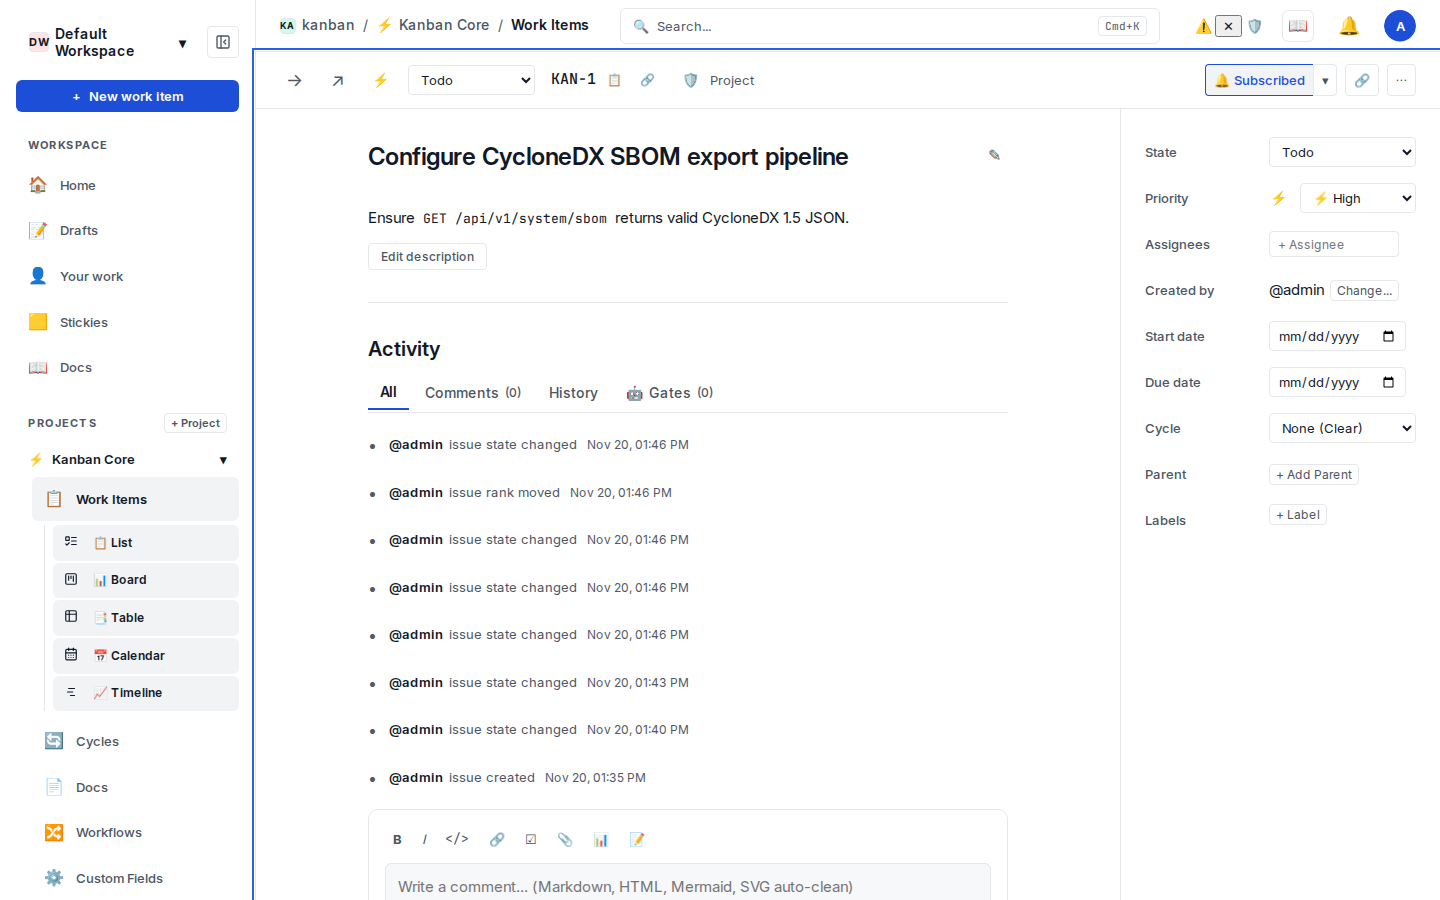 DW Default Workspace ▼
+ New work item
WORKSPACE
Home
Drafts
Your work
Stickies
Docs
PROJECTS + Project
Kanban Core ▼
Work Items
List
Board
Table
Calendar
Timeline
Cycles
Docs
Workflows
Custom Fields
KA kanban / ⚡ Kanban Core / Work Items
Search... Cmd+K
A
Todo KAN-1 Project
Subscribed ▾ ...
Configure CycloneDX SBOM export pipeline
Ensure GET /api/v1/system/sbom returns valid CycloneDX 1.5 JSON.
Edit description
Activity
All Comments (0) History Gates (0)
@admin issue state changed Nov 20, 01:46 PM
@admin issue rank moved Nov 20, 01:46 PM
@admin issue state changed Nov 20, 01:46 PM
@admin issue state changed Nov 20, 01:46 PM
@admin issue state changed Nov 20, 01:46 PM
@admin issue state changed Nov 20, 01:43 PM
@admin issue state changed Nov 20, 01:40 PM
@admin issue created Nov 20, 01:35 PM
B I </>
Write a comment... (Markdown, HTML, Mermaid, SVG auto-clean)
State Todo
Priority ⚡ High
Assignees + Assignee
Created by @admin Change...
Start date mm/dd/yyyy
Due date mm/dd/yyyy
Cycle None (Clear)
Parent + Add Parent
Labels + Label